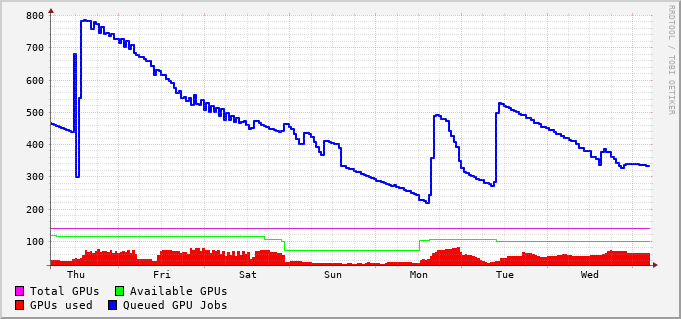 800
700
600
500
400
300
200
100
Thu Fri Sat Sun Mon Tue Wed
Total GPUs Available GPUs
GPUs used Queued GPU Jobs
RRDTOOL / TOBI OETIKER